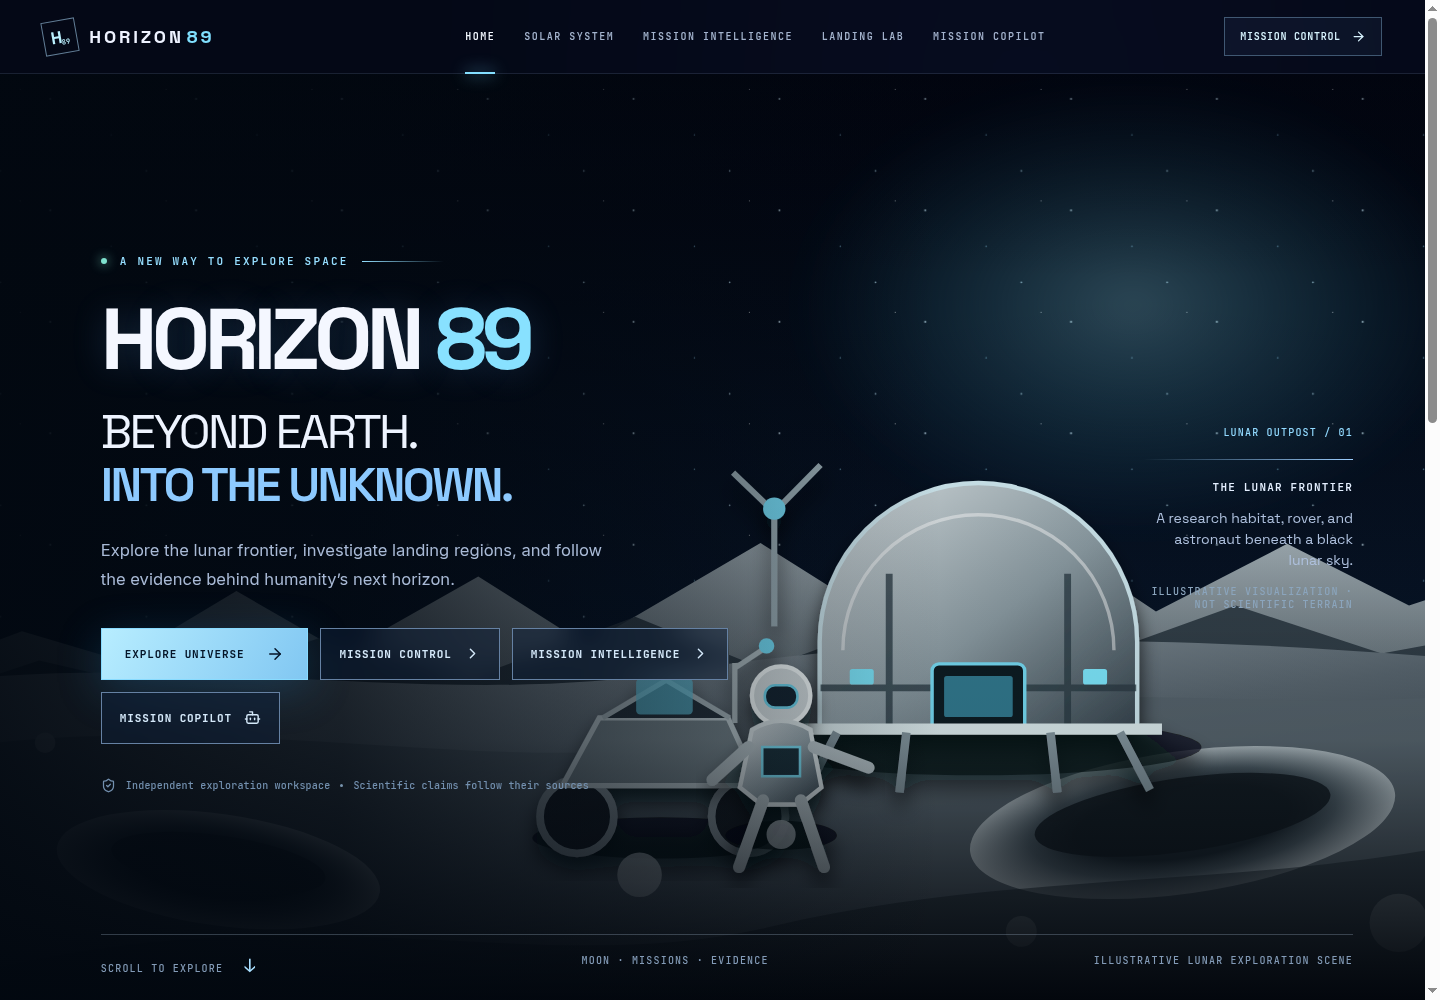 H89 HORIZON 89
HOME SOLAR SYSTEM MISSION INTELLIGENCE LANDING LAB MISSION COPILOT
MISSION CONTROL
A NEW WAY TO EXPLORE SPACE
HORIZON 89
BEYOND EARTH.
INTO THE UNKNOWN.
Explore the lunar frontier, investigate landing regions, and follow
the evidence behind humanity's next horizon.
EXPLORE UNIVERSE
MISSION CONTROL
MISSION INTELLIGENCE
MISSION COPILOT
Independent exploration workspace • Scientific claims follow their sources
LUNAR OUTPOST / 01
THE LUNAR FRONTIER
A research habitat, rover, and
astronaut beneath a black
lunar sky.
ILLUSTRATIVE VISUALIZATION ·
NOT SCIENTIFIC TERRAIN
SCROLL TO EXPLORE
MOON · MISSIONS · EVIDENCE
ILLUSTRATIVE LUNAR EXPLORATION SCENE